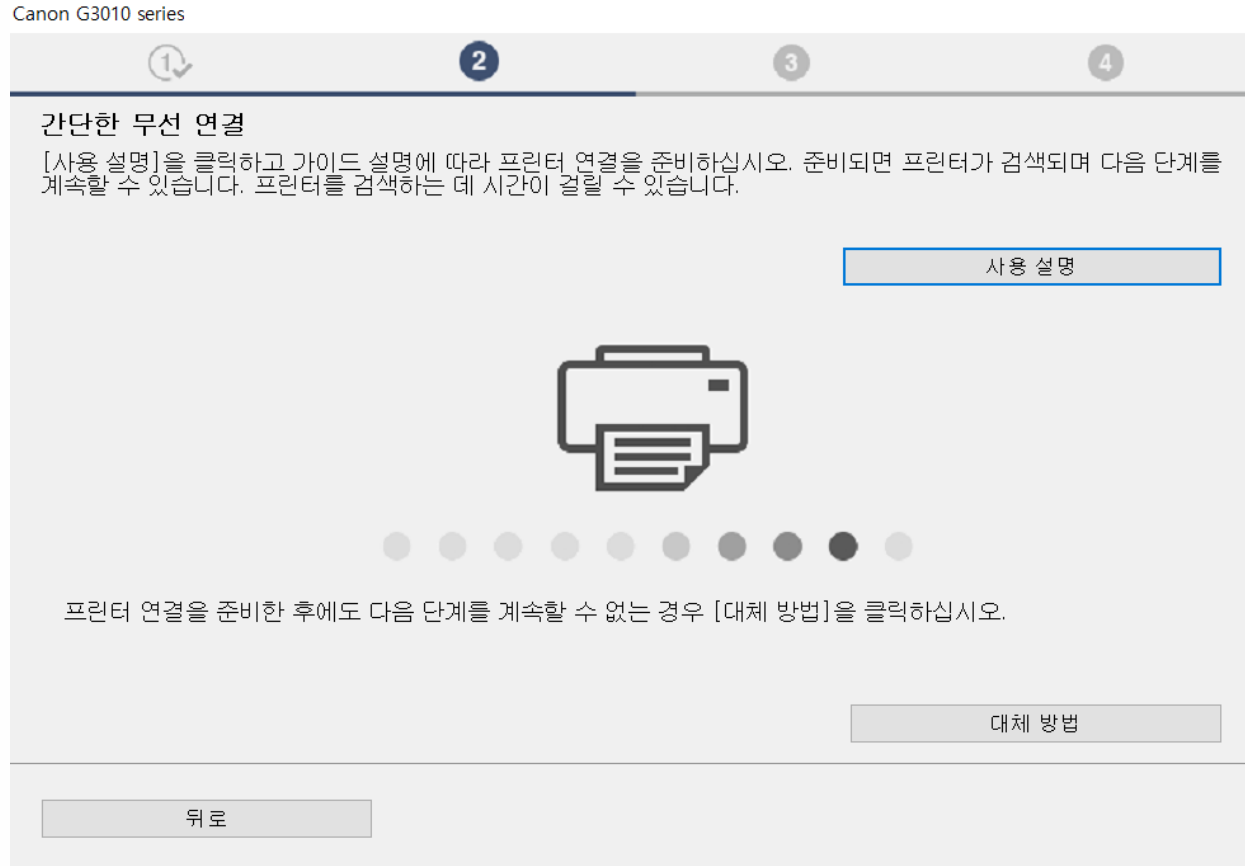 Canon G3010 series
1
2
3
4
간단한 무선 연결
[사용 설명]을 클릭하고 가이드 설명에 따라 프린터 연결을 준비하십시오. 준비되면 프린터가 검색되며 다음 단계를
계속할 수 있습니다. 프린터를 검색하는 데 시간이 걸릴 수 있습니다.
사용 설명
프린터 연결을 준비한 후에도 다음 단계를 계속할 수 없는 경우 [대체 방법]을 클릭하십시오.
대체 방법
뒤로